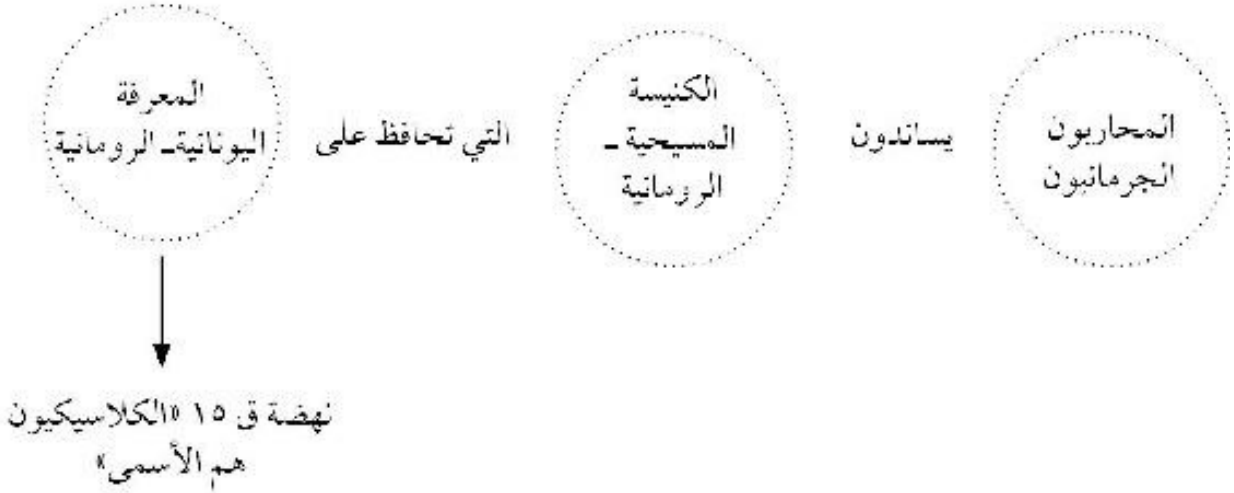 المحاربون
الجرمانيون
يساندون
الكنيسة
المسيحية ـ
الرومانية
التي تحافظ على
المعرفة
اليونانية ـ الرومانية
نهضة ق ١٥ «الكلاسيكيون
هم الأسمى»